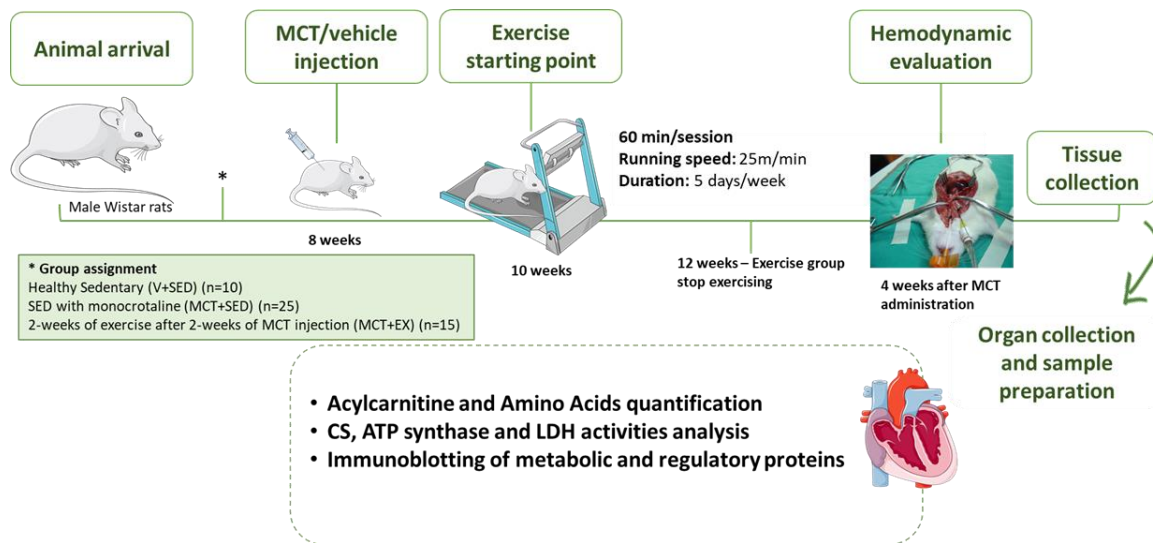 Animal arrival
MCT/vehicle
injection
Exercise
starting point
Hemodynamic
evaluation
60 min/session
Running speed: 25m/min
Duration: 5 days/week
Tissue
collection
*
Male Wistar rats
8 weeks
10 weeks
12 weeks – Exercise group
stop exercising
4 weeks after MCT
administration
* Group assignment
Healthy Sedentary (V+SED) (n=10)
SED with monocrotaline (MCT+SED) (n=25)
2-weeks of exercise after 2-weeks of MCT injection (MCT+EX) (n=15)
Organ collection
and sample
preparation
• Acylcarnitine and Amino Acids quantification
• CS, ATP synthase and LDH activities analysis
• Immunoblotting of metabolic and regulatory proteins